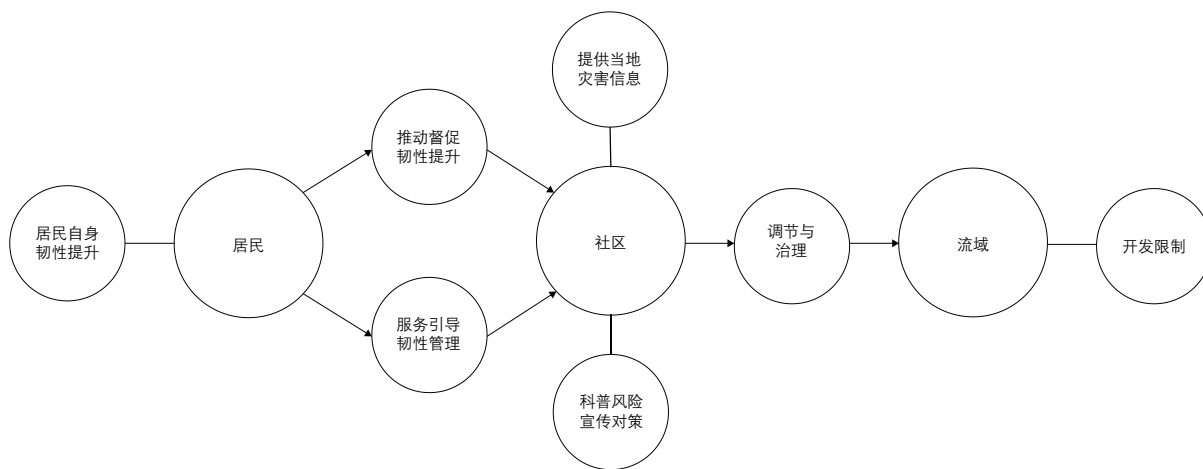 提供当地
灾害信息
推动督促
韧性提升
居民自身
韧性提升
居民
社区
调节与
治理
流域
开发限制
服务引导
韧性管理
科普风险
宣传对策